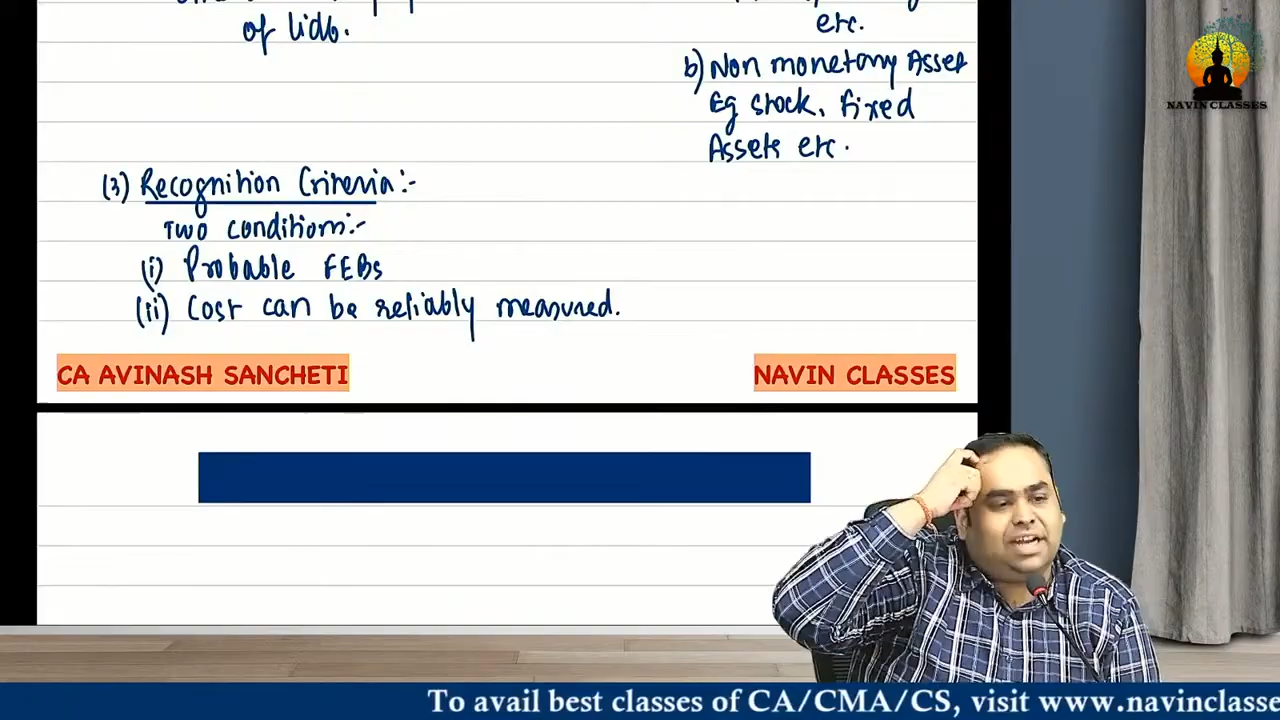 of liab.
etc.
b) Non monetary Asset
Eg stock, Fixed
Assets etc.
(3) Recognition Criteria:-
Two conditions:-
(i) Probable FEBs
(ii) Cost can be reliably measured.
CA AVINASH SANCHETI
NAVIN CLASSES
NAVIN CLASSES
To avail best classes of CA/CMA/CS, visit www.navinclasse